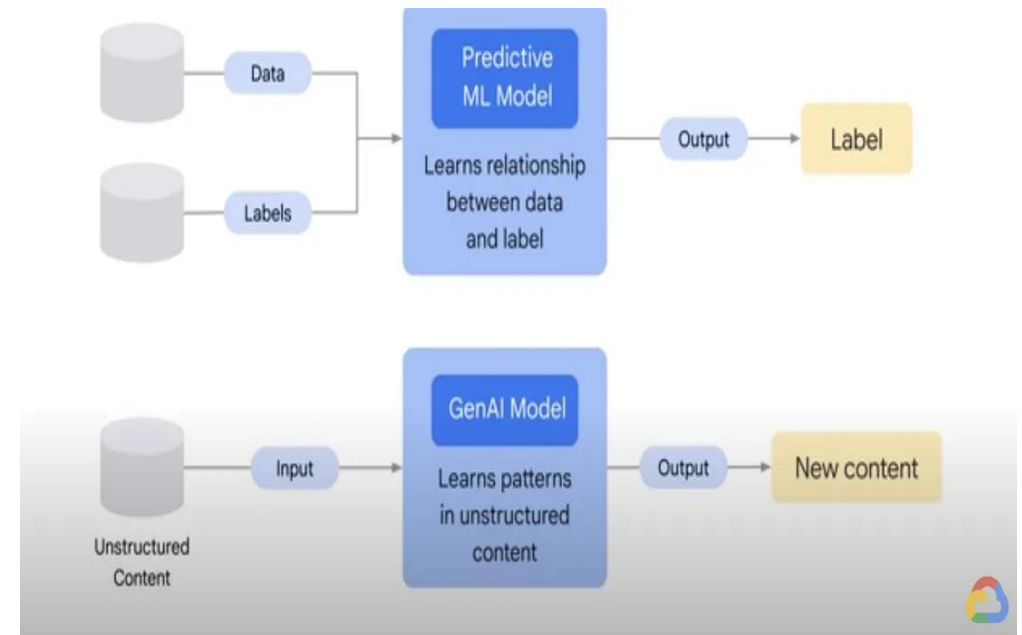 Data
Labels
Predictive
ML Model
Learns relationship
between data
and label
Output
Label
Unstructured
Content
Input
GenAI Model
Learns patterns
in unstructured
content
Output
New content